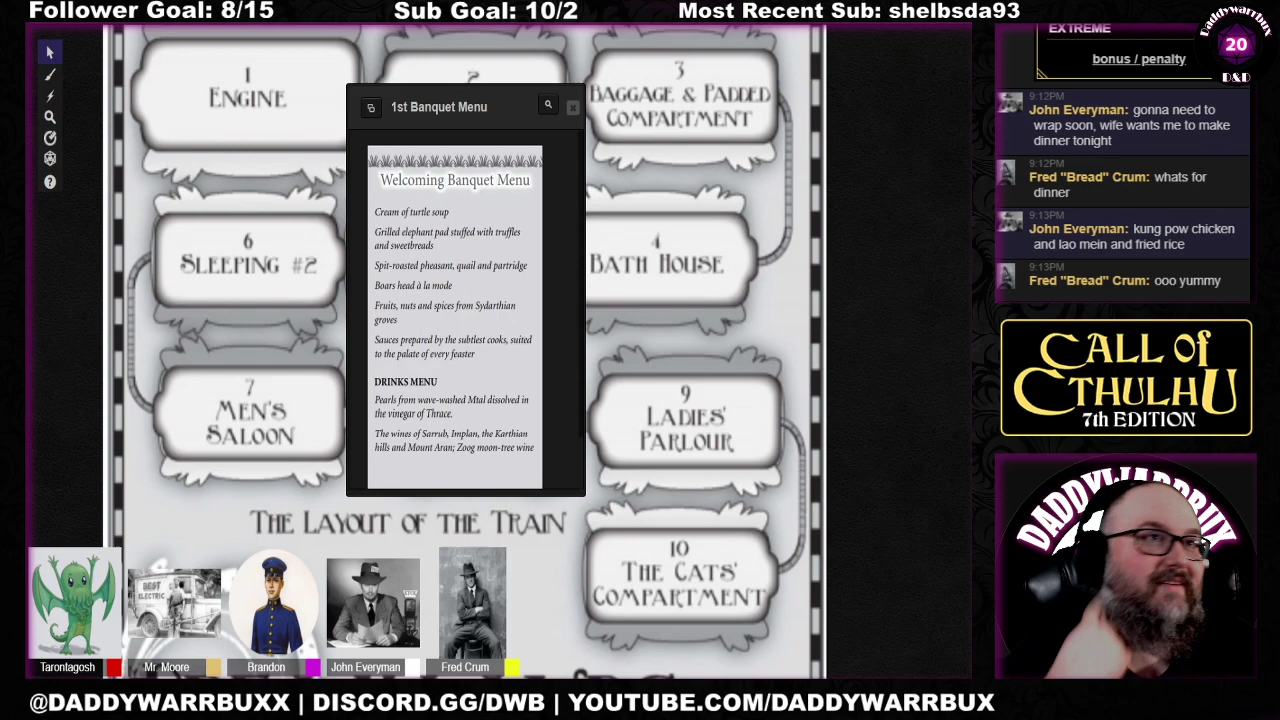 Follower Goal: 8/15
Sub Goal: 10/2
Most Recent Sub: shelbsda93
1
ENGINE
2
3
BAGGAGE & PADDED
COMPARTMENT
6
SLEEPING #2
4
BATH HOUSE
7
MEN'S
SALOON
9
LADIES'
PARLOUR
10
THE CATS'
COMPARTMENT
THE LAYOUT OF THE TRAIN
1st Banquet Menu
Welcoming Banquet Menu
Cream of turtle soup
Grilled elephant pad stuffed with truffles
and sweetbreads
Spit-roasted pheasant, quail and partridge
Boars head à la mode
Fruits, nuts and spices from Sydarthian
groves
Sauces prepared by the subtlest cooks, suited
to the palate of every feaster
DRINKS MENU
Pearls from wave-washed Mtal dissolved in
the vinegar of Thrace.
The wines of Sarrub, Implan, the Karthian
hills and Mount Aran; Zoog moon-tree wine
BEST
ELECTRIC
Tarontagosh
Mr. Moore
Brandon
John Everyman
Fred Crum
EXTREME
bonus / penalty
Daddywarrbux
20
D&D
9:12PM
John Everyman: gonna need to
wrap soon, wife wants me to make
dinner tonight
9:12PM
Fred "Bread" Crum: whats for
dinner
9:13PM
John Everyman: kung pow chicken
and lao mein and fried rice
9:13PM
Fred "Bread" Crum: ooo yummy
CALL of
CTHULHU
7th EDITION
DADDYWARRBUX
@DADDYWARRBUXX | DISCORD.GG/DWB | YOUTUBE.COM/DADDYWARRBUX